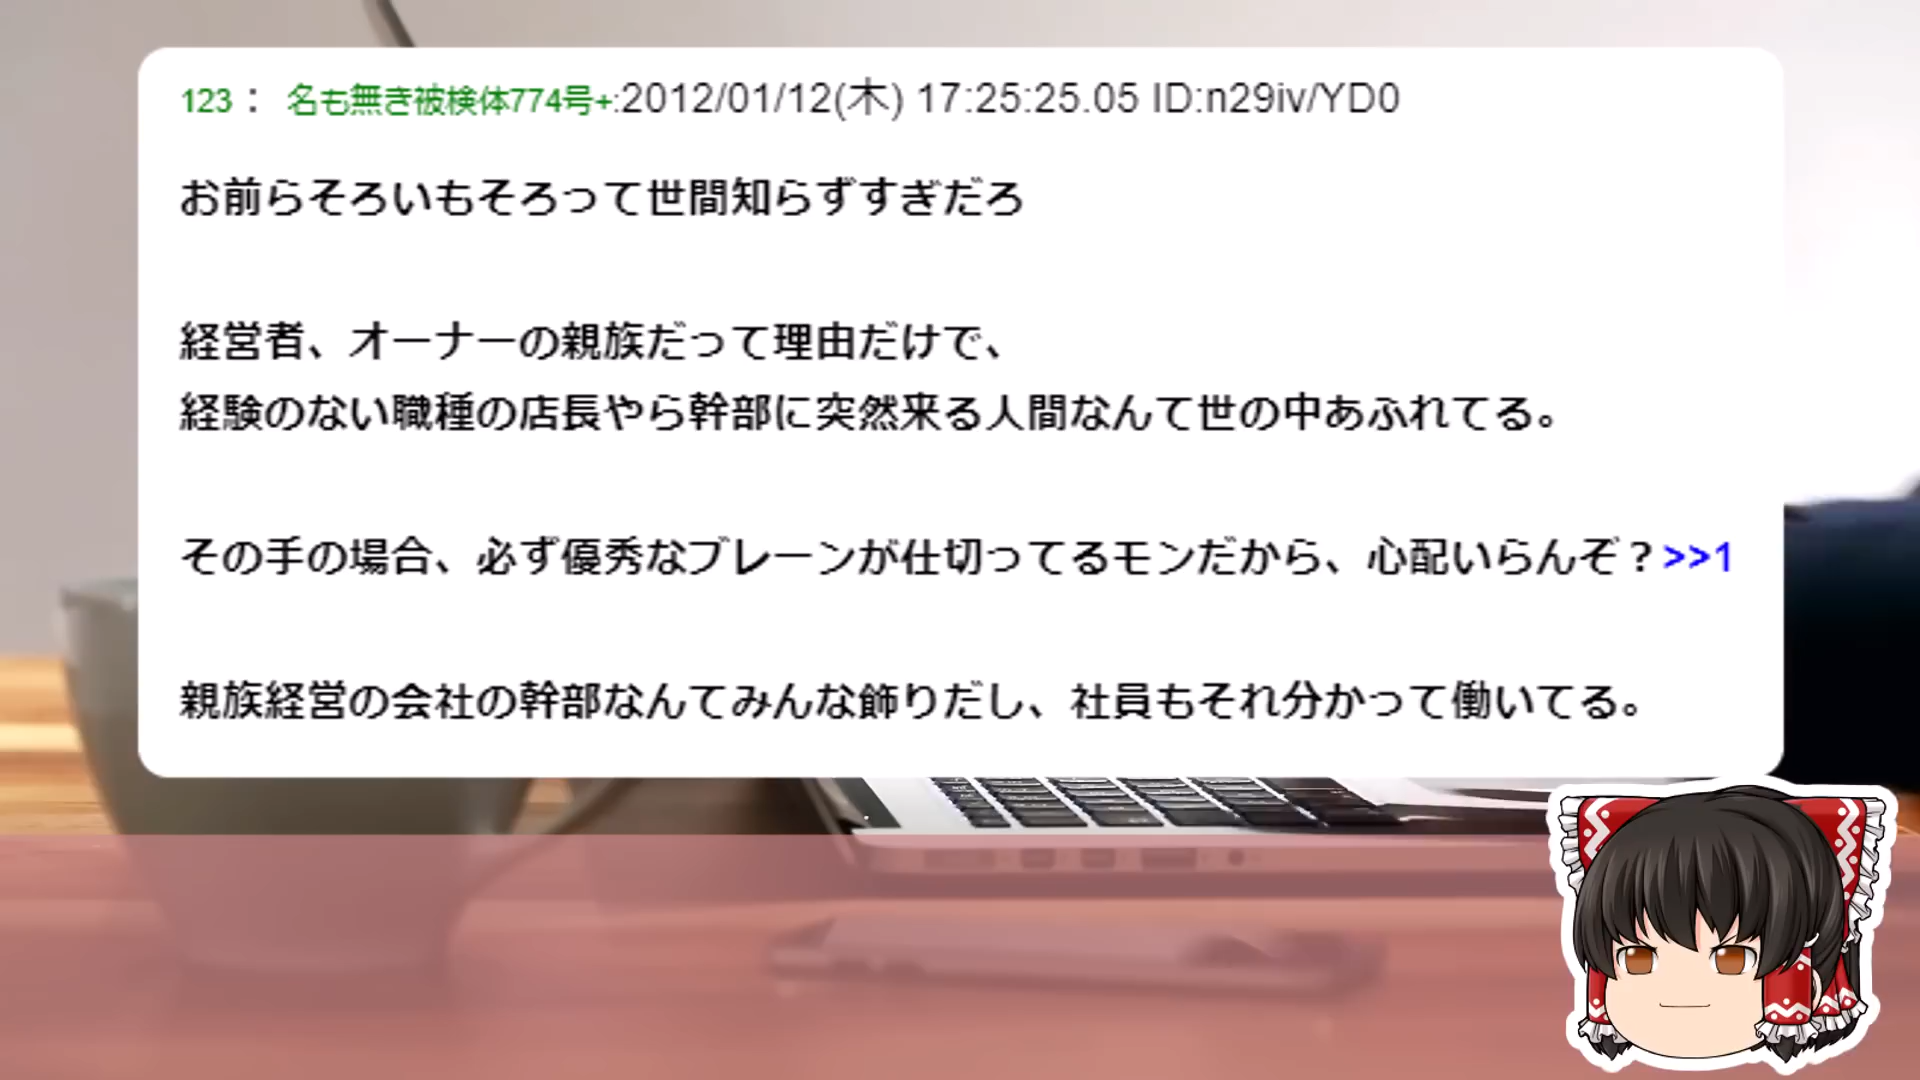 123： 名も無き被検体774号+:2012/01/12(木) 17:25:25.05 ID:n29iv/YD0
お前らそろいもそろって世間知らずすぎだろ
経営者、オーナーの親族だって理由だけで、
経験のない職種の店長やら幹部に突然来る人間なんて世の中あふれてる。
その手の場合、必ず優秀なブレーンが仕切ってるモンだから、心配いらんぞ？>>1
親族経営の会社の幹部なんてみんな飾りだし、社員もそれ分かって働いてる。